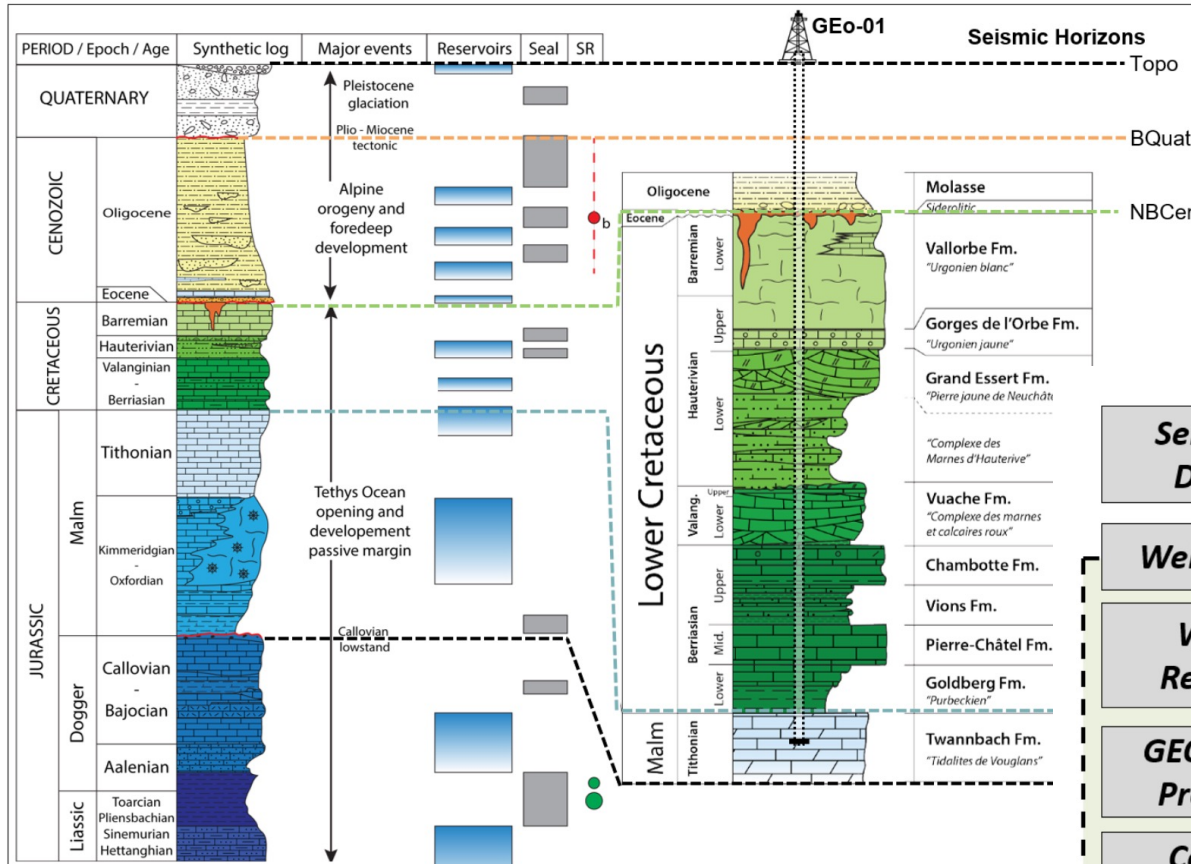 GEo-01
Seismic Horizons
PERIOD / Epoch / Age
Synthetic log
Major events
Reservoirs
Seal
SR
Topo
QUATERNARY
Pleistocene
glaciation
Plio - Miocene
tectonic
BQuat
CENOZOIC
Oligocene
Alpine
orogeny and
foredeep
development
b
Eocene
NBCen
Oligocene
Molasse
Eocene
Siderolitic
CRETACEOUS
Barremian
Hauterivian
Valanginian
-
Berriasian
Lower Cretaceous
Barremian
Lower
Vallorbe Fm.
"Urgonien blanc"
Upper
Gorges de l'Orbe Fm.
"Urgonien jaune"
Hauterivian
Lower
Grand Essert Fm.
"Pierre jaune de Neuchâte
"Complexe des
Marnes d'Hauterive"
Valang.
Upper
Lower
Vuache Fm.
"Complexe des marnes
et calcaires roux"
Berriasian
Upper
Chambotte Fm.
Vions Fm.
Mid.
Pierre-Châtel Fm.
Lower
Goldberg Fm.
"Purbeckien"
Malm
Tithonian
Twannbach Fm.
"Tidalites de Vouglans"
JURASSIC
Malm
Tithonian
Kimmeridgian
-
Oxfordian
Tethys Ocean
opening and
developement
passive margin
Callovian
lowstand
Dogger
Callovian
-
Bajocian
Aalenian
Liassic
Toarcian
Pliensbachian
Sinemurian
Hettanghian
Se
D
We
V
Re
GEO
Pr